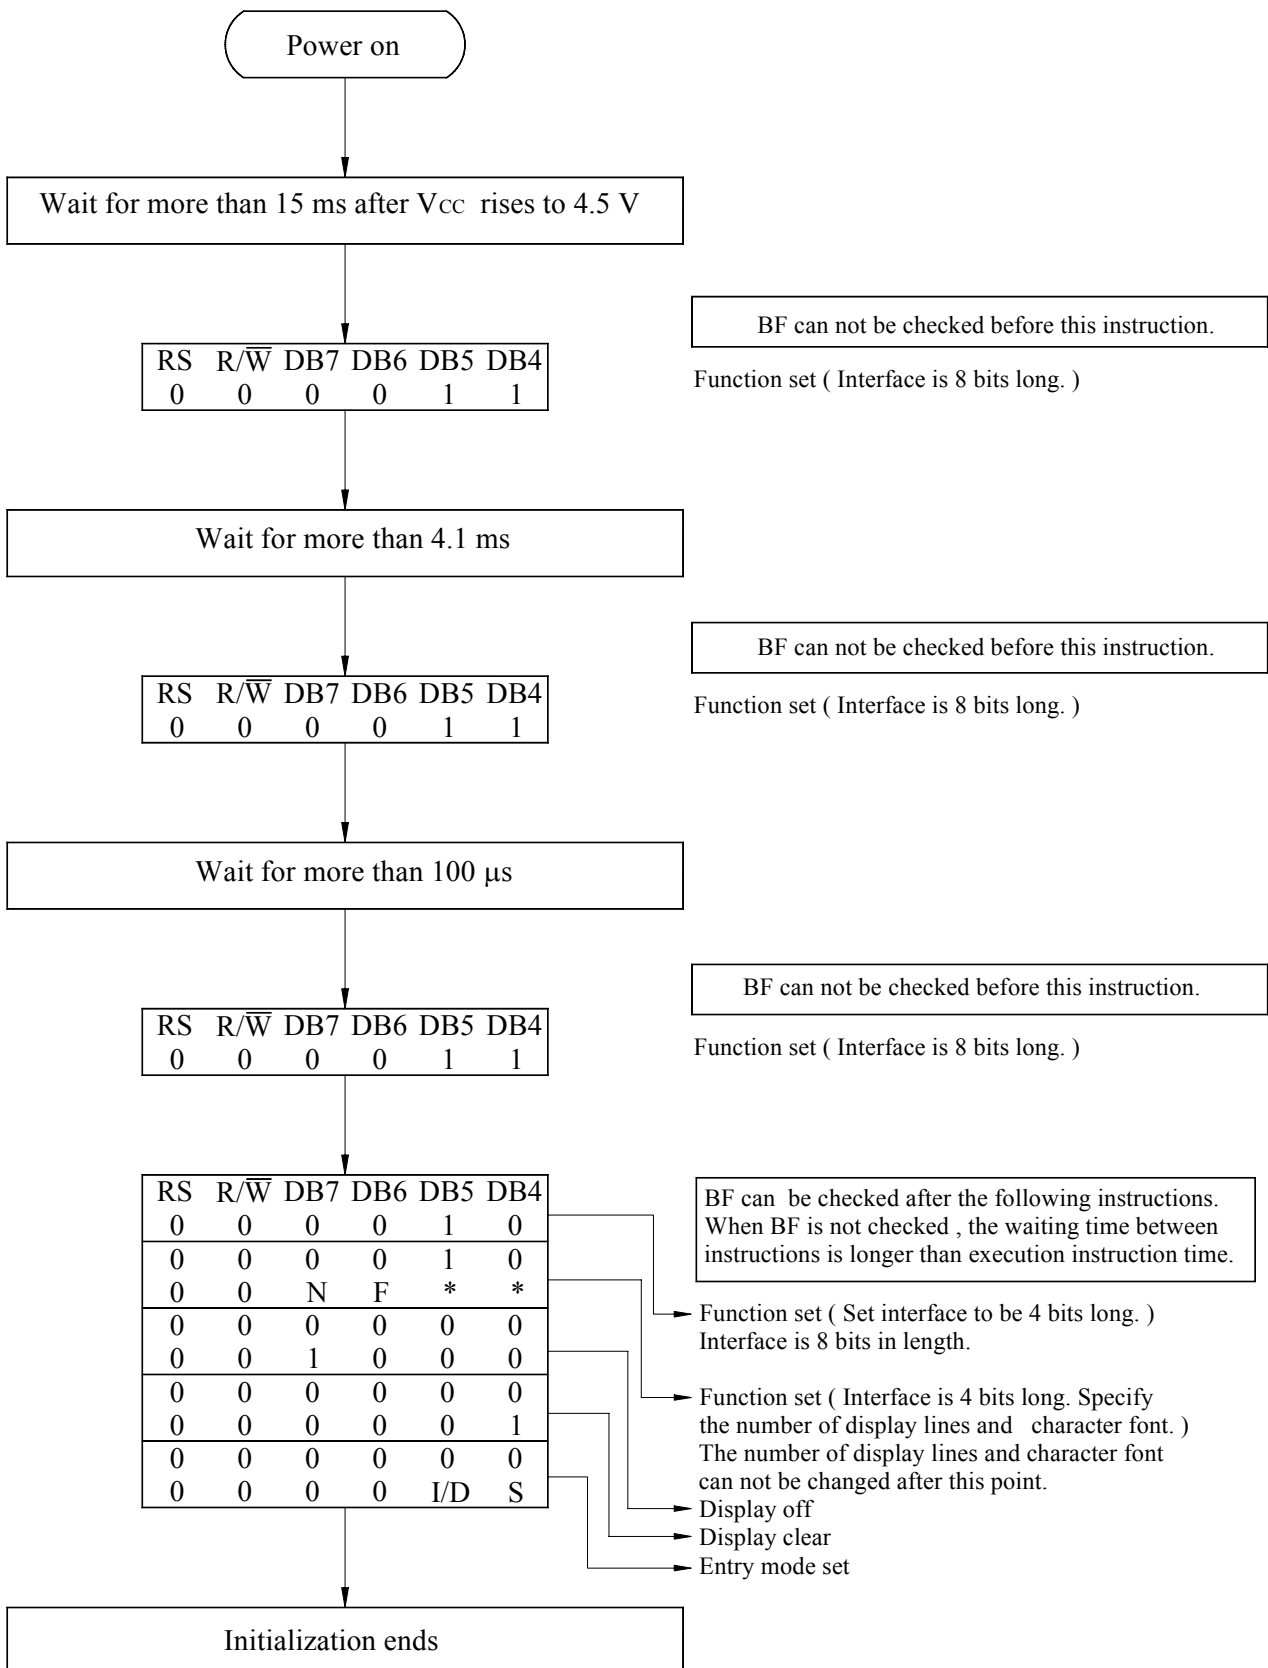 Power on
Wait for more than 15 ms after VCC rises to 4.5 V
BF can not be checked before this instruction.
RS R/W̅ DB7 DB6 DB5 DB4
0 0 0 0 1 1
Function set ( Interface is 8 bits long. )
Wait for more than 4.1 ms
BF can not be checked before this instruction.
RS R/W̅ DB7 DB6 DB5 DB4
0 0 0 0 1 1
Function set ( Interface is 8 bits long. )
Wait for more than 100 μs
BF can not be checked before this instruction.
RS R/W̅ DB7 DB6 DB5 DB4
0 0 0 0 1 1
Function set ( Interface is 8 bits long. )
RS R/W̅ DB7 DB6 DB5 DB4
0 0 0 0 1 0
0 0 0 0 1 0
0 0 N F * *
0 0 0 0 0 0
0 0 1 0 0 0
0 0 0 0 0 0
0 0 0 0 0 1
0 0 0 0 0 0
0 0 0 0 I/D S
BF can be checked after the following instructions.
When BF is not checked , the waiting time between
instructions is longer than execution instruction time.
Function set ( Set interface to be 4 bits long. )
Interface is 8 bits in length.
Function set ( Interface is 4 bits long. Specify
the number of display lines and character font. )
The number of display lines and character font
can not be changed after this point.
Display off
Display clear
Entry mode set
Initialization ends